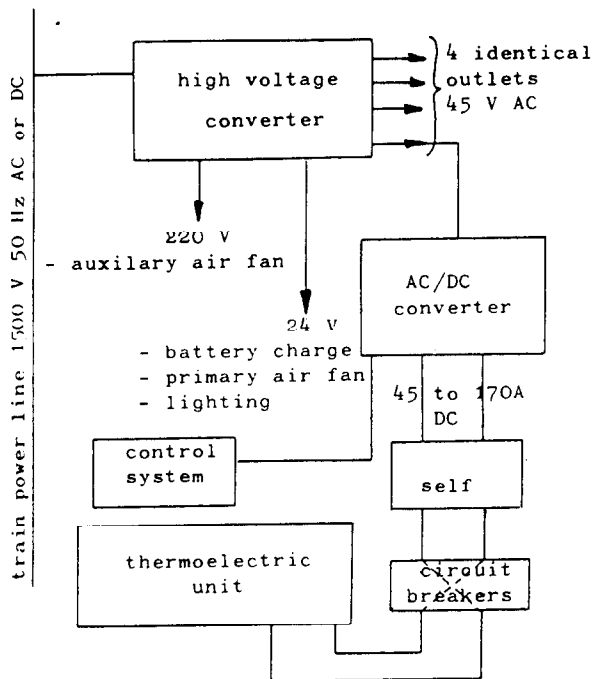 train power line 1500 V 50 Hz AC or DC
high voltage
converter
4 identical
outlets
45 V AC
220 V
- auxilary air fan
24 V
- battery charge
- primary air fan
- lighting
AC/DC
converter
45 to 170A
DC
control
system
self
thermoelectric
unit
circuit
breakers